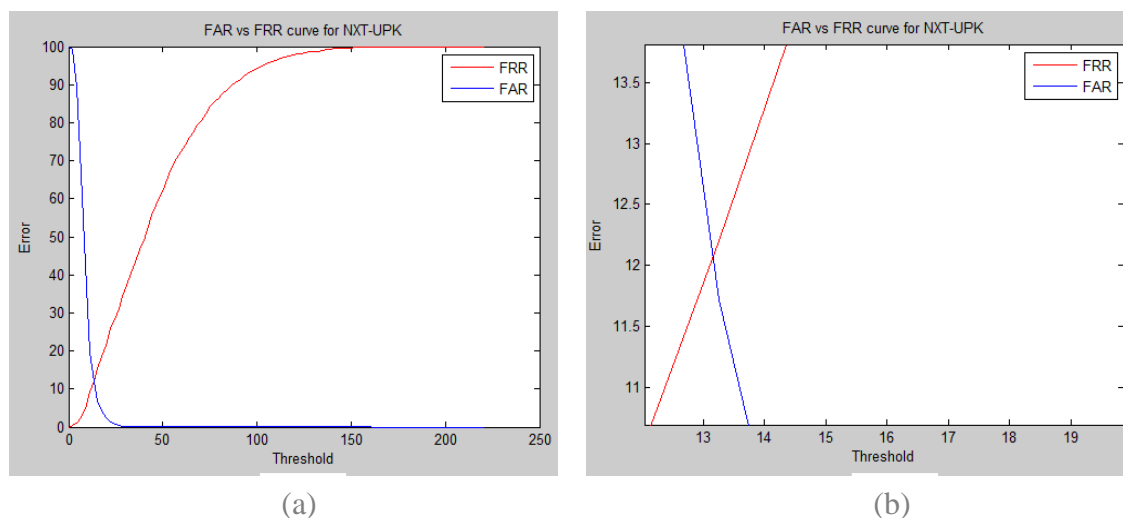 FAR vs FRR curve for NXT-UPK
100
90
80
70
60
50
40
30
20
10
0
Error
0 50 100 150 200 250
Threshold
FRR
FAR
(a)
FAR vs FRR curve for NXT-UPK
13.5
13
12.5
12
11.5
11
Error
13 14 15 16 17 18 19
Threshold
FRR
FAR
(b)